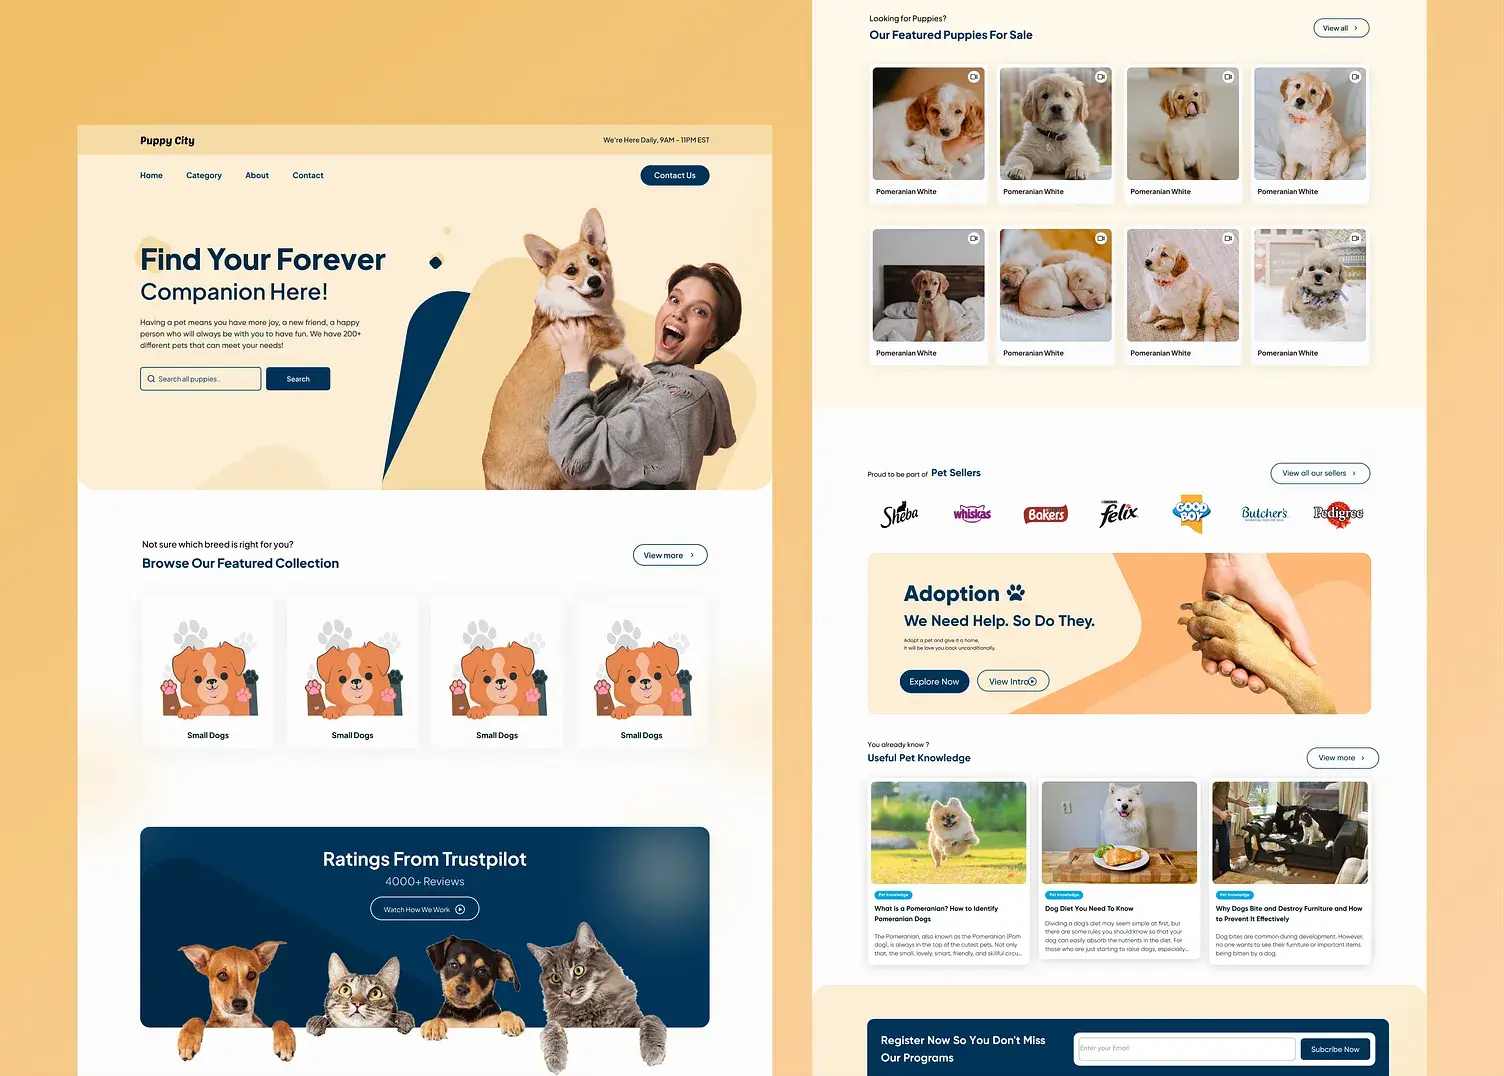 Puppy City
We're Here Daily, 9AM - 11PM EST
Home
Category
About
Contact
Contact Us
Find Your Forever
Companion Here!
Having a pet means you have more joy, a new friend, a happy
person who will always be with you to have fun. We have 200+
different pets that can meet your needs!
Search all puppies..
Search
Not sure which breed is right for you?
Browse Our Featured Collection
View more
Small Dogs
Small Dogs
Small Dogs
Small Dogs
Ratings From Trustpilot
4000+ Reviews
Watch How We Work
Looking for Puppies?
Our Featured Puppies For Sale
View all
Pomeranian White
Pomeranian White
Pomeranian White
Pomeranian White
Pomeranian White
Pomeranian White
Pomeranian White
Pomeranian White
Proud to be part of Pet Sellers
View all our sellers
Sheba
whiskas
Bakers
felix
GOOD
BOY
Butcher's
Pedigree
Adoption
We Need Help. So Do They.
Adopt a pet and give it a home,
it will be love you back unconditionally.
Explore Now
View Intro
You already know ?
Useful Pet Knowledge
View more
Pet knowledge
What is a Pomeranian? How to Identify
Pomeranian Dogs
The Pomeranian, also known as the Pomeranian (Pom
dog), is always in the top of the cutest pets. Not only
that, the small, lovely, smart, friendly, and skillful circu...
Pet knowledge
Dog Diet You Need To Know
Dividing a dog's diet may seem simple at first, but
there are some rules you should know so that your
dog can easily absorb the nutrients in the diet. For
those who are just starting to raise dogs, especially...
Pet knowledge
Why Dogs Bite and Destroy Furniture and How
to Prevent It Effectively
Dog bites are common during development. However,
no one wants to see their furniture or important items
being bitten by a dog.
Register Now So You Don't Miss
Our Programs
Enter your Email
Subcribe Now